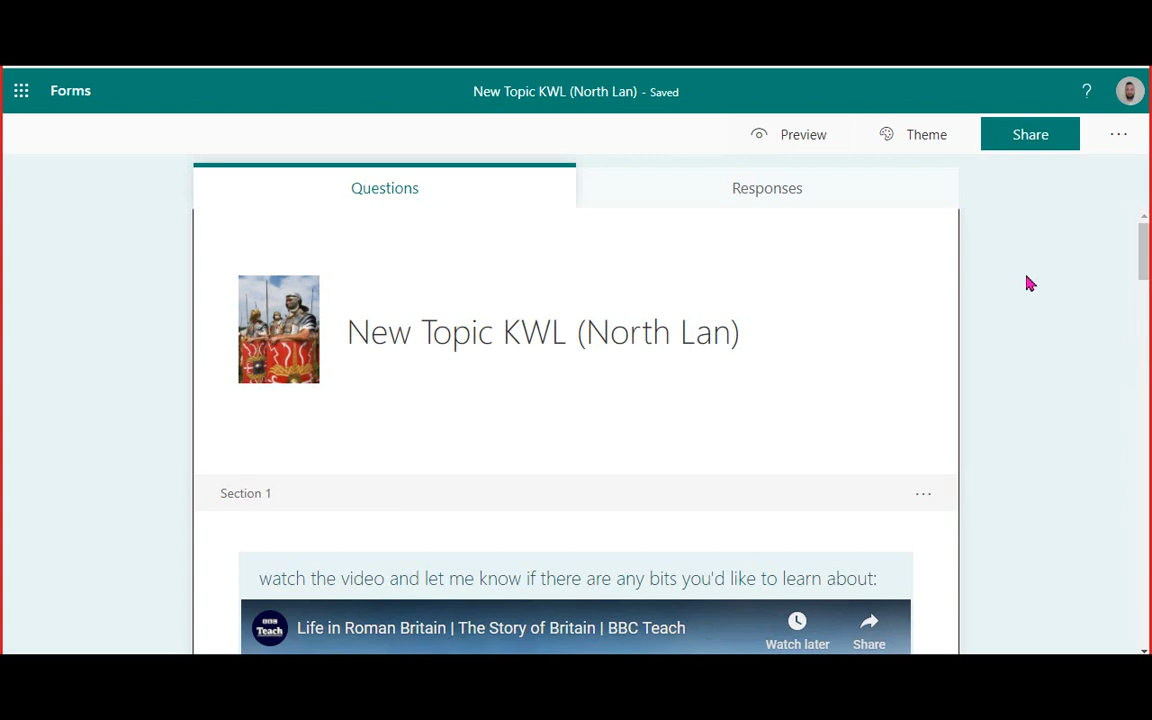 Forms
New Topic KWL (North Lan) - Saved
?
Preview
Theme
Share
Questions
Responses
New Topic KWL (North Lan)
Section 1
watch the video and let me know if there are any bits you'd like to learn about:
BBC
Teach
Life in Roman Britain | The Story of Britain | BBC Teach
Watch later
Share